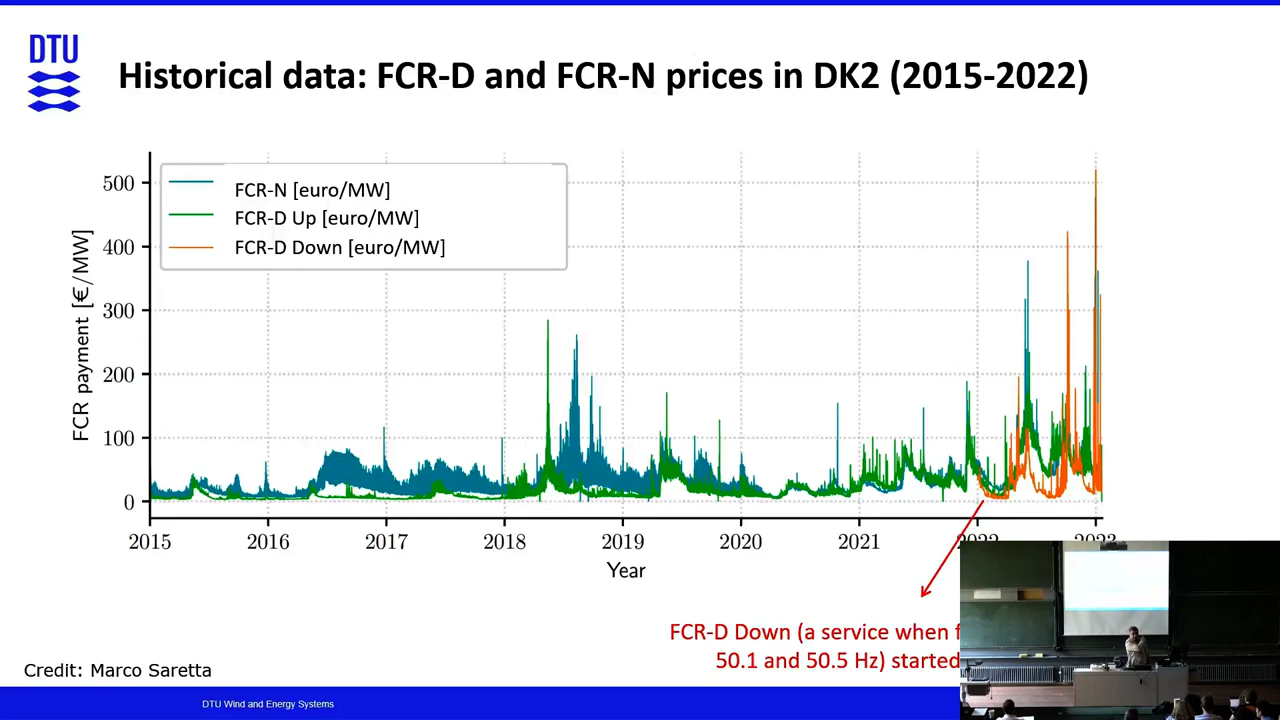 DTU
Historical data: FCR-D and FCR-N prices in DK2 (2015-2022)
FCR-N [euro/MW]
FCR-D Up [euro/MW]
FCR-D Down [euro/MW]
FCR payment [€/MW]
500
400
300
200
100
0
2015 2016 2017 2018 2019 2020 2021 2022 2023
Year
FCR-D Down (a service when f
50.1 and 50.5 Hz) started
Credit: Marco Saretta
DTU Wind and Energy Systems